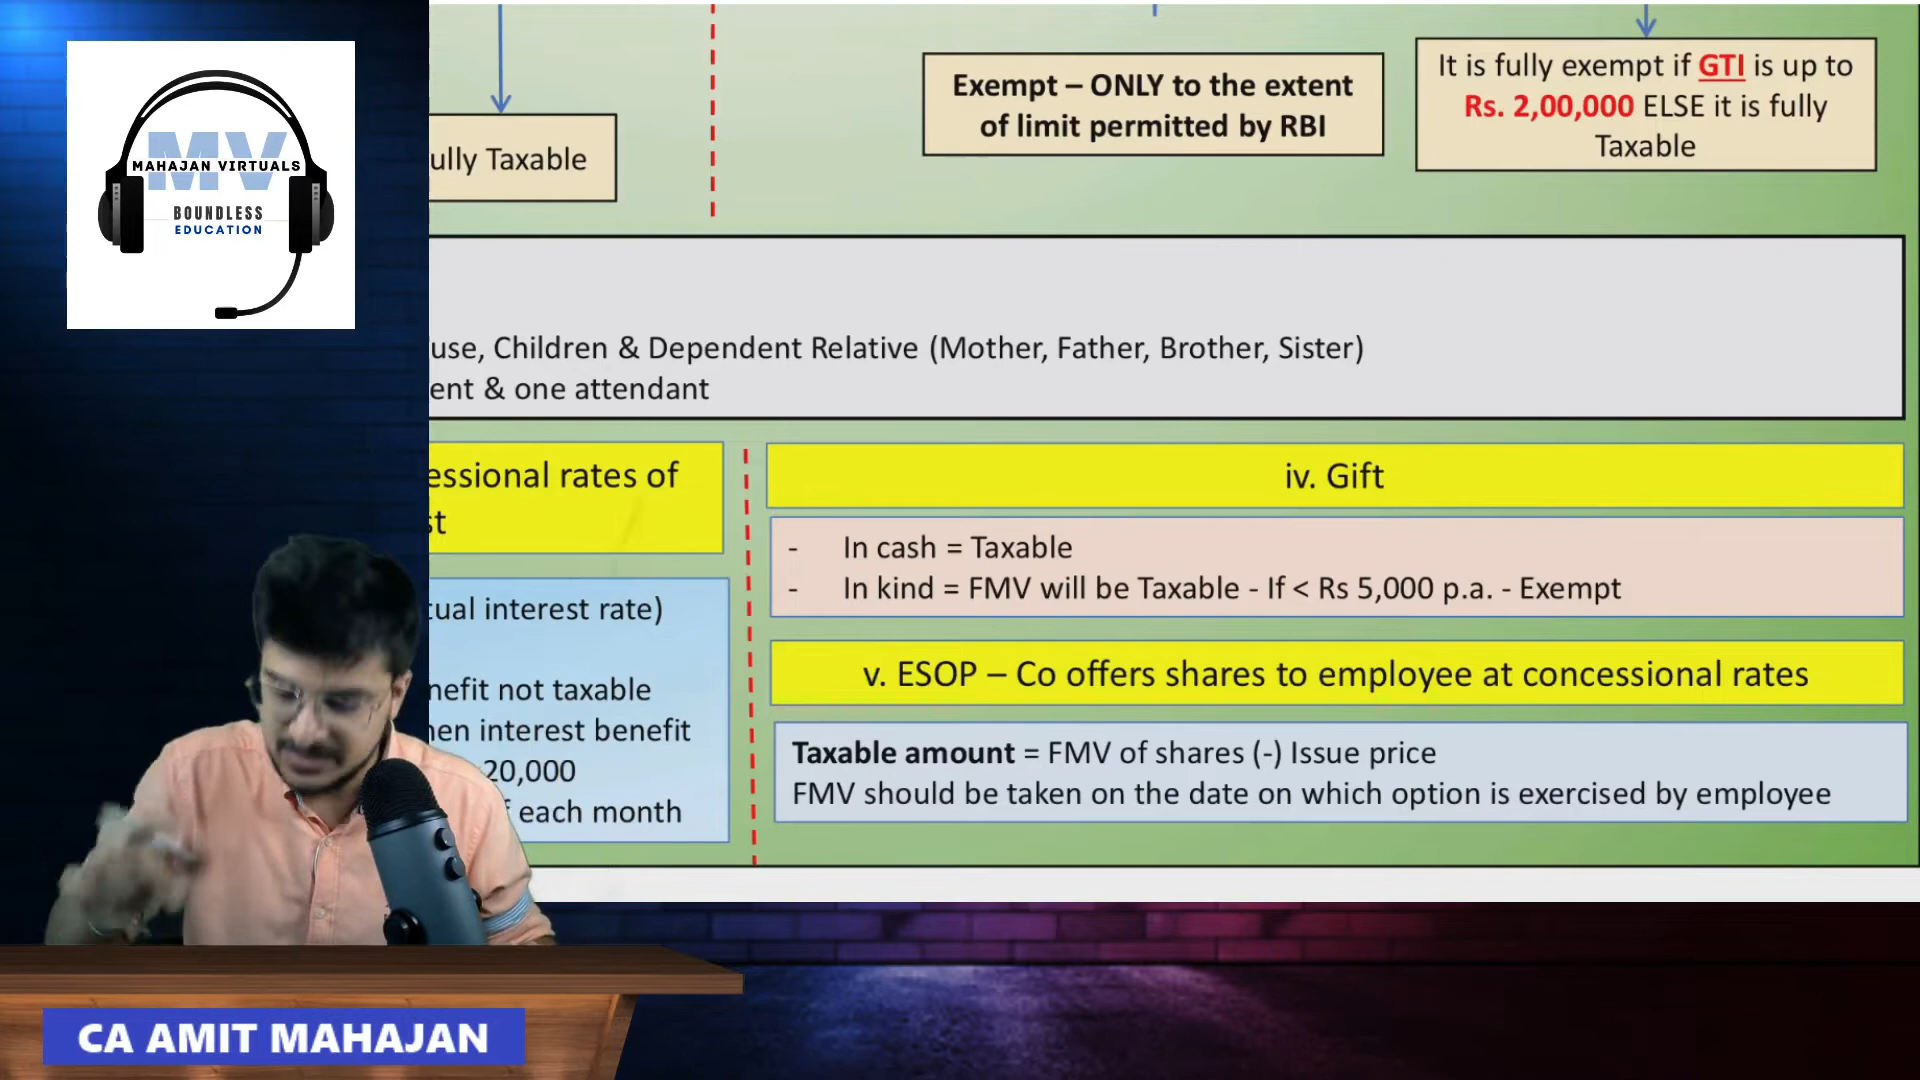 MAHAJAN VIRTUALS
BOUNDLESS
EDUCATION
ully Taxable
Exempt – ONLY to the extent
of limit permitted by RBI
It is fully exempt if GTI is up to
Rs. 2,00,000 ELSE it is fully
Taxable
use, Children & Dependent Relative (Mother, Father, Brother, Sister)
ent & one attendant
essional rates of
st
tual interest rate)
nefit not taxable
hen interest benefit
20,000
f each month
iv. Gift
- In cash = Taxable
- In kind = FMV will be Taxable - If < Rs 5,000 p.a. - Exempt
v. ESOP – Co offers shares to employee at concessional rates
Taxable amount = FMV of shares (-) Issue price
FMV should be taken on the date on which option is exercised by employee
CA AMIT MAHAJAN